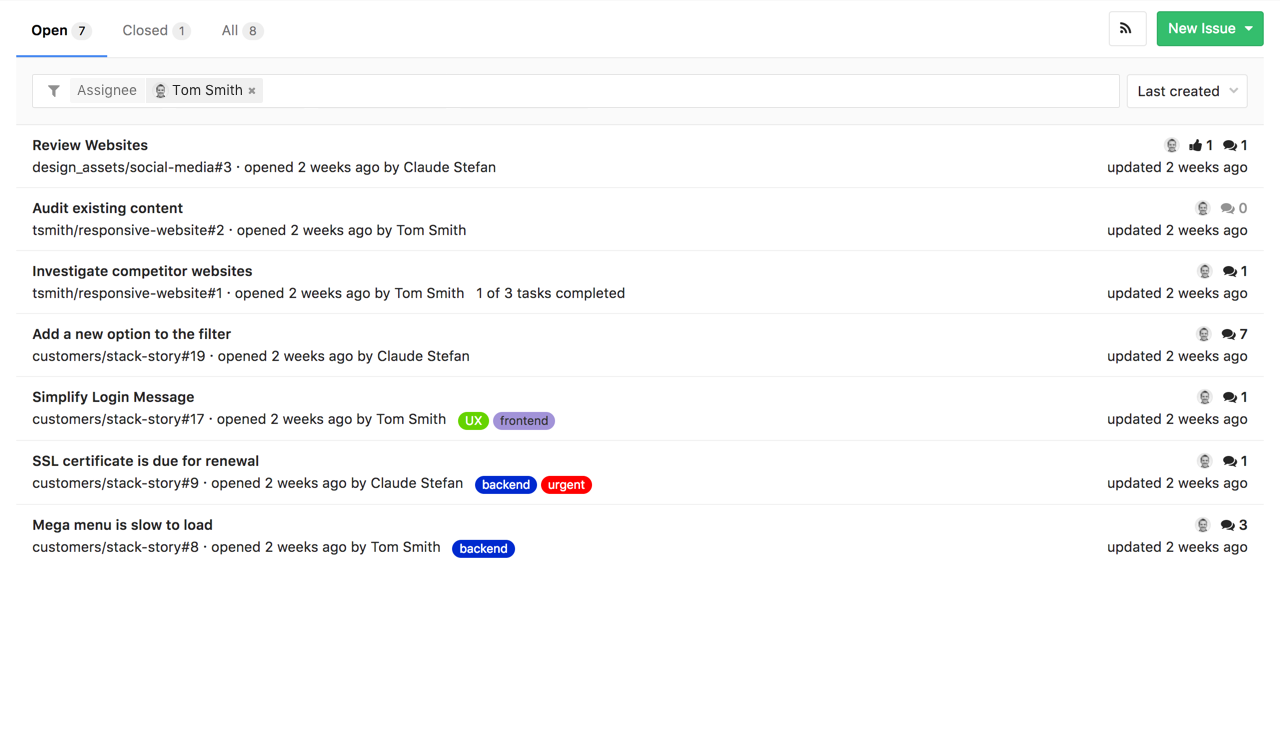 Open 7 Closed 1 All 8 New Issue
Assignee Tom Smith × Last created
Review Websites 1 1
design_assets/social-media#3 · opened 2 weeks ago by Claude Stefan updated 2 weeks ago
Audit existing content 0
tsmith/responsive-website#2 · opened 2 weeks ago by Tom Smith updated 2 weeks ago
Investigate competitor websites 1
tsmith/responsive-website#1 · opened 2 weeks ago by Tom Smith 1 of 3 tasks completed updated 2 weeks ago
Add a new option to the filter 7
customers/stack-story#19 · opened 2 weeks ago by Claude Stefan updated 2 weeks ago
Simplify Login Message 1
customers/stack-story#17 · opened 2 weeks ago by Tom Smith UX frontend updated 2 weeks ago
SSL certificate is due for renewal 1
customers/stack-story#9 · opened 2 weeks ago by Claude Stefan backend urgent updated 2 weeks ago
Mega menu is slow to load 3
customers/stack-story#8 · opened 2 weeks ago by Tom Smith backend updated 2 weeks ago